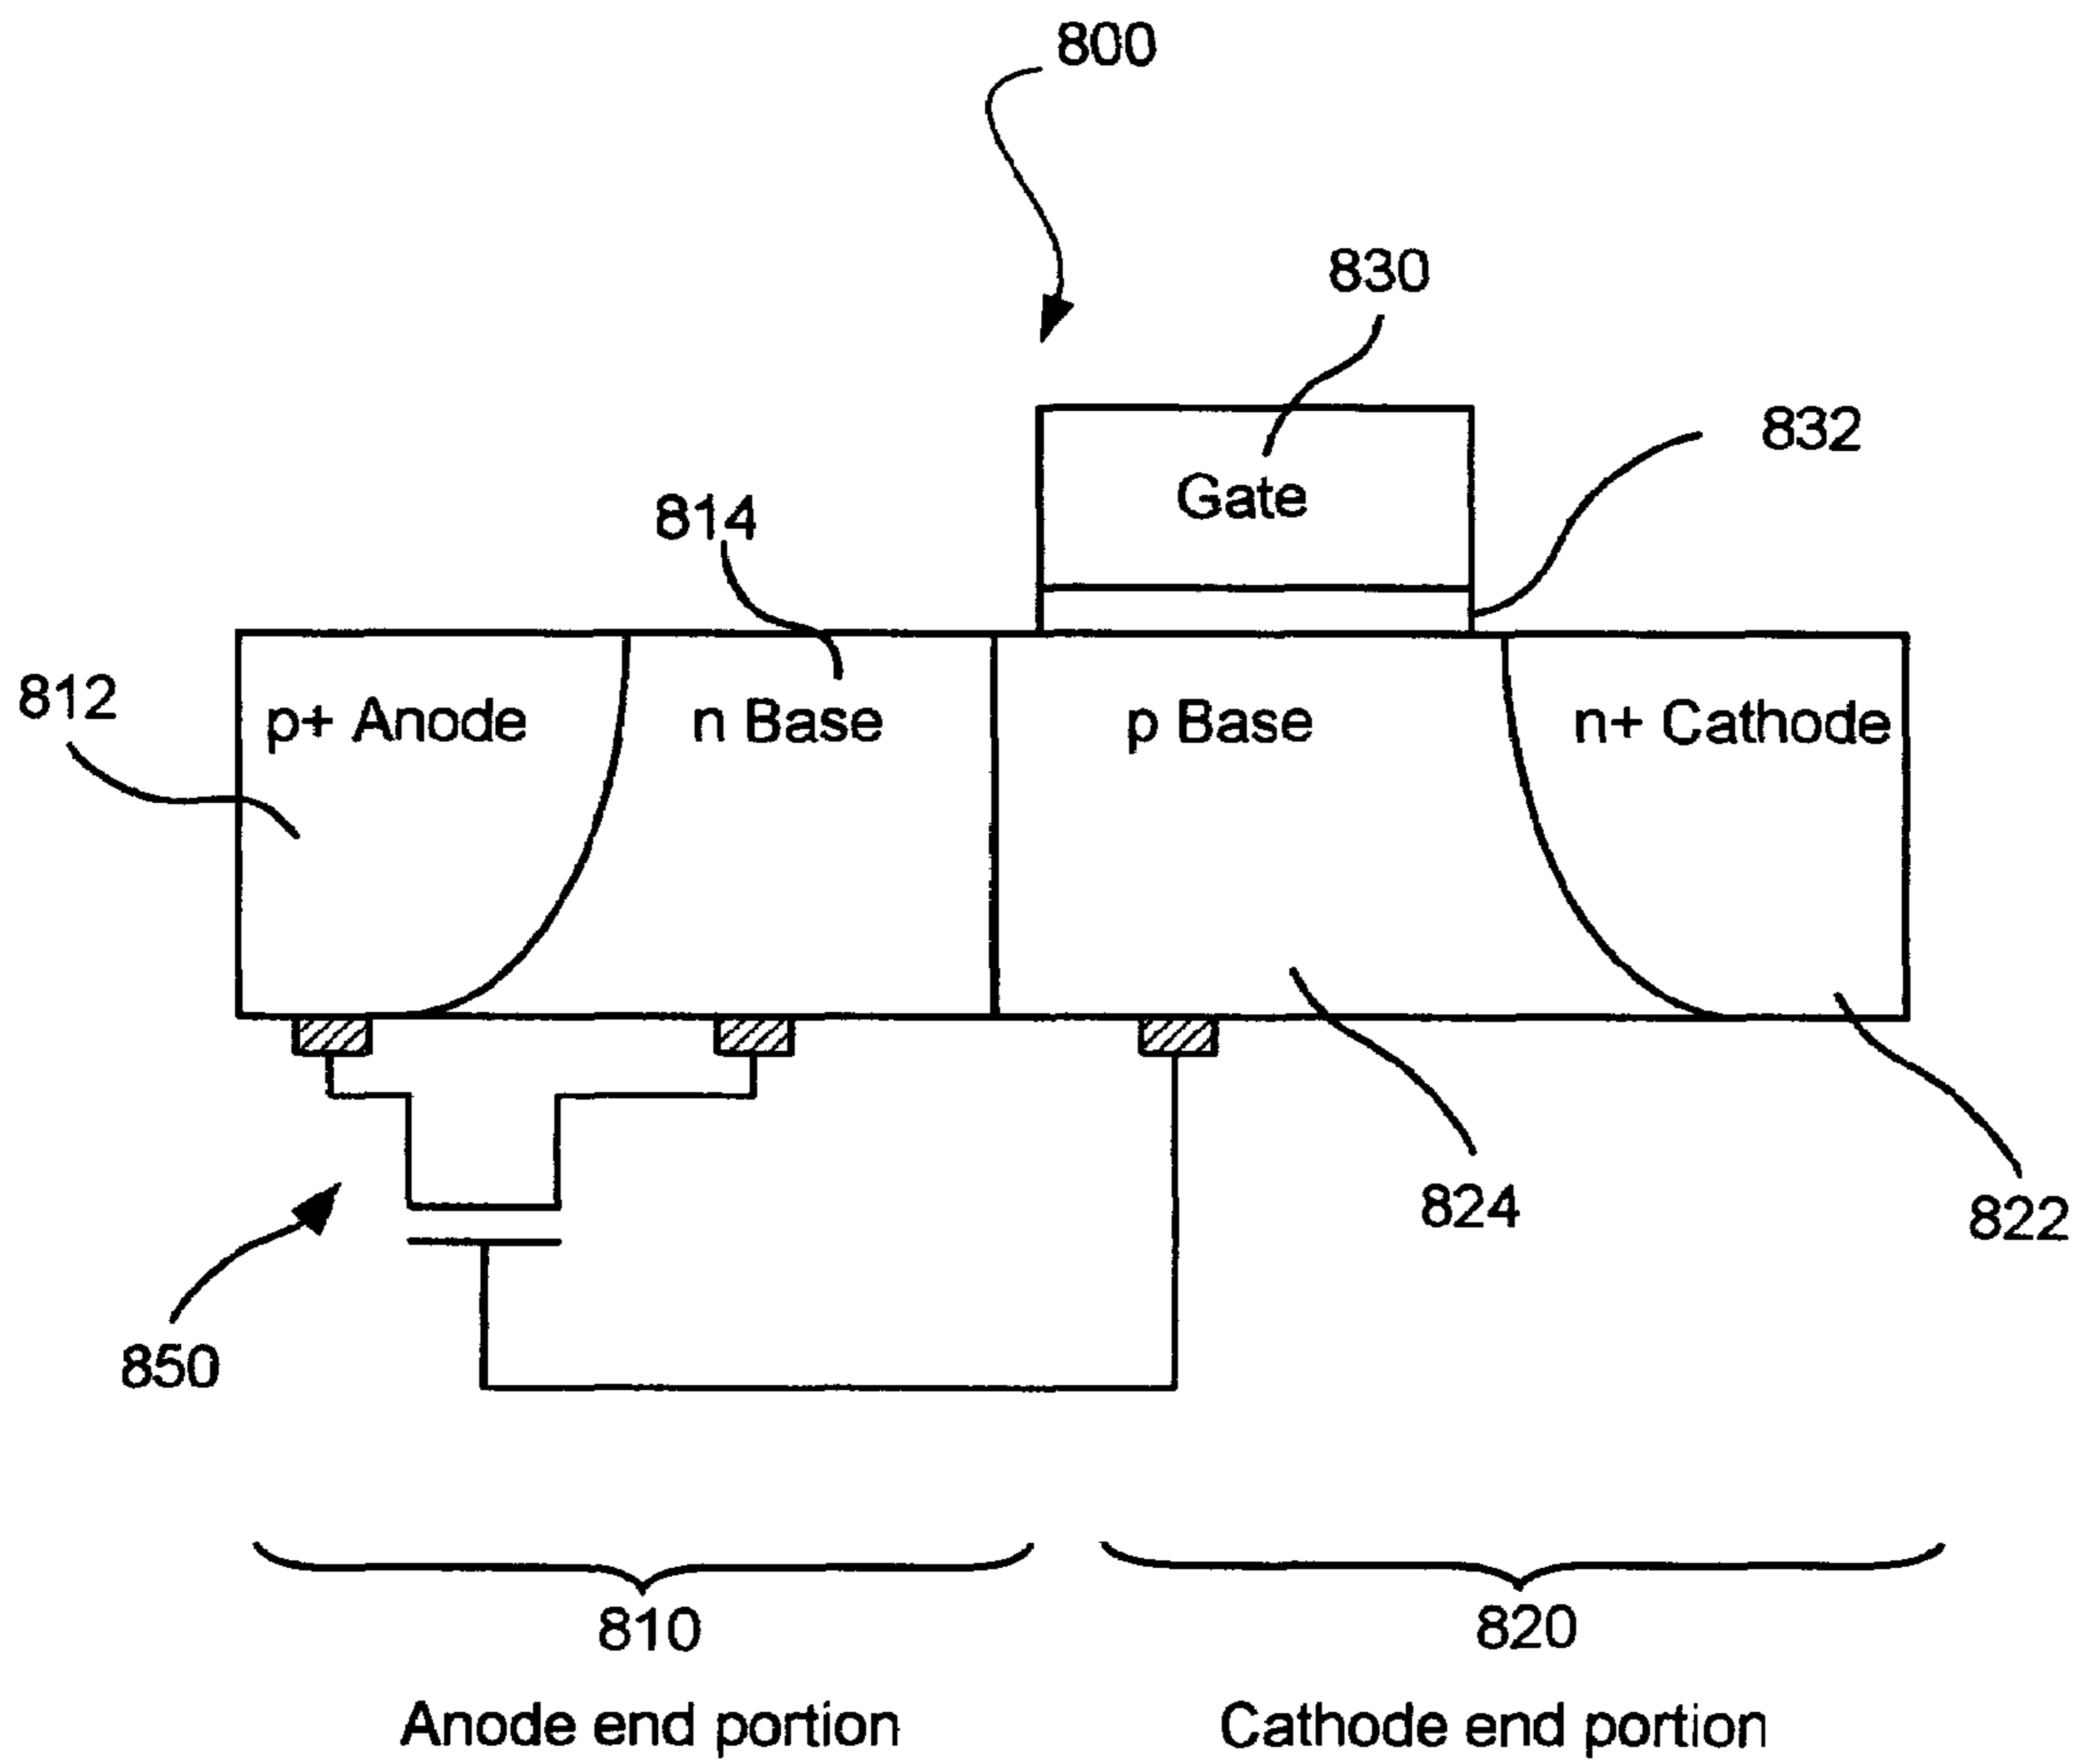 800
830
832
Gate
814
812
p+ Anode
n Base
p Base
n+ Cathode
824
822
850
810
820
Anode end portion
Cathode end portion